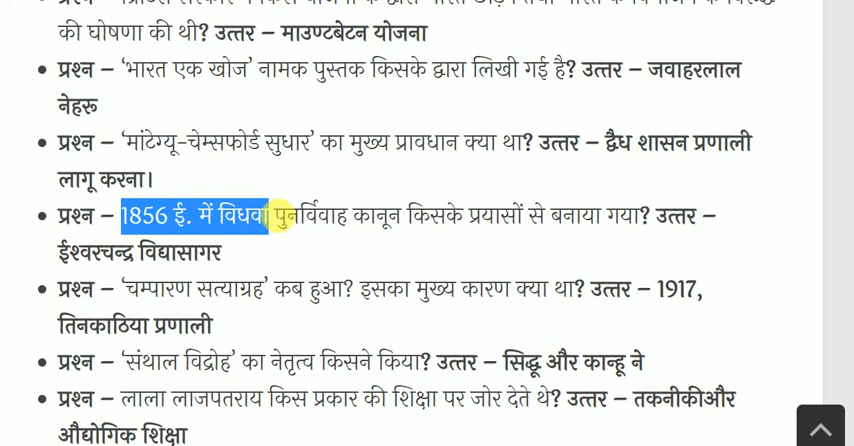 की घोषणा की थी? उत्तर – माउण्टबेटन योजना
प्रश्न – ‘भारत एक खोज’ नामक पुस्तक किसके द्वारा लिखी गई है? उत्तर – जवाहरलाल
नेहरू
प्रश्न – ‘मांटेग्यू-चेम्सफोर्ड सुधार’ का मुख्य प्रावधान क्या था? उत्तर – द्वैध शासन प्रणाली
लागू करना।
प्रश्न – 1856 ई. में विधवा पुनर्विवाह कानून किसके प्रयासों से बनाया गया? उत्तर –
ईश्वरचन्द्र विद्यासागर
प्रश्न – ‘चम्पारण सत्याग्रह’ कब हुआ? इसका मुख्य कारण क्या था? उत्तर – 1917,
तिनकाठिया प्रणाली
प्रश्न – ‘संथाल विद्रोह’ का नेतृत्व किसने किया? उत्तर – सिद्धू और कान्हू ने
प्रश्न – लाला लाजपतराय किस प्रकार की शिक्षा पर जोर देते थे? उत्तर – तकनीकीऔर
औद्योगिक शिक्षा